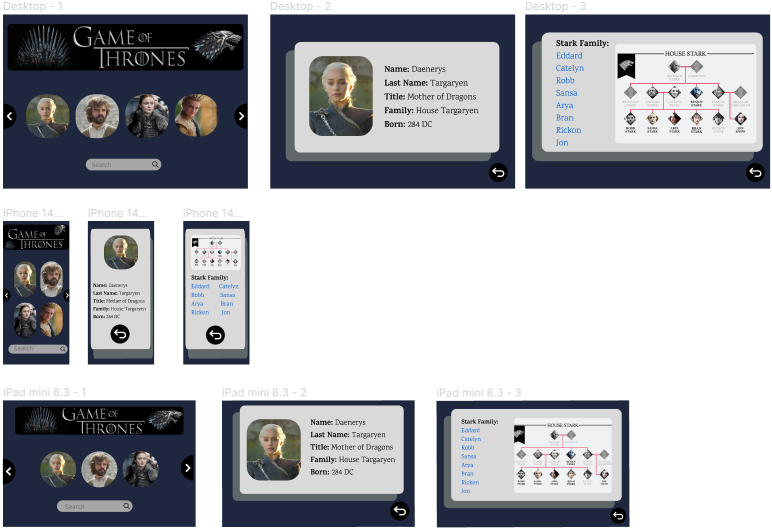 Desktop - 1
GAME OF
THRONES
Search
Desktop - 2
Name: Daenerys
Last Name: Targaryen
Title: Mother of Dragons
Family: House Targaryen
Born: 284 DC
Desktop - 3
Stark Family:
Eddard
Catelyn
Robb
Sansa
Arya
Bran
Rickon
Jon
HOUSE STARK
iPhone 14...
GAME OF
THRONES
Search
iPhone 14...
Name: Daenerys
Last Name: Targaryen
Title: Mother of Dragons
Family: House Targaryen
Born: 284 DC
iPhone 14...
Stark Family:
Eddard Catelyn
Robb Sansa
Arya Bran
Rickon Jon
iPad mini 8.3 - 1
GAME OF
THRONES
Search
iPad mini 8.3 - 2
Name: Daenerys
Last Name: Targaryen
Title: Mother of Dragons
Family: House Targaryen
Born: 284 DC
iPad mini 8.3 - 3
Stark Family:
Eddard
Catelyn
Robb
Sansa
Arya
Bran
Rickon
Jon
HOUSE STARK